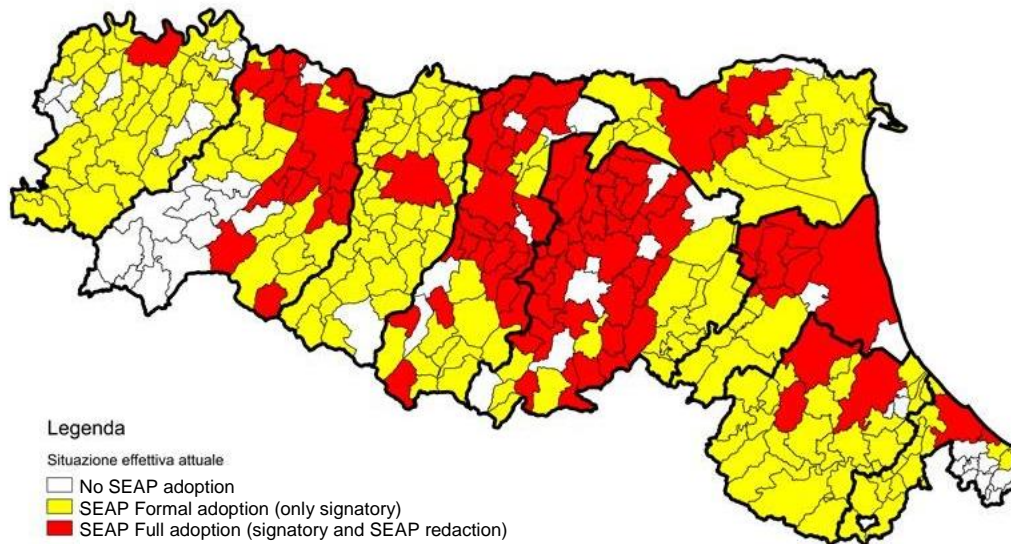 Legenda
Situazione effettiva attuale
No SEAP adoption
SEAP Formal adoption (only signatory)
SEAP Full adoption (signatory and SEAP redaction)